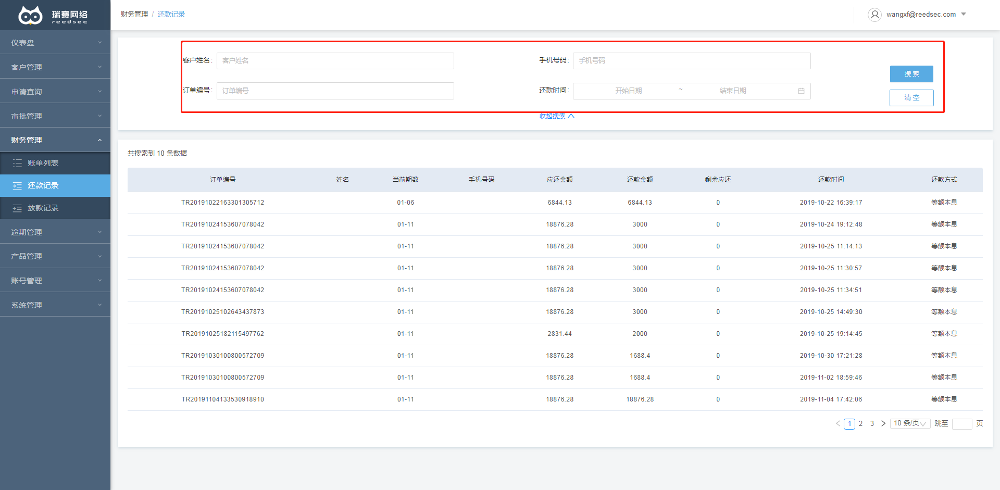 瑞赛网络
reedsec
财务管理 / 还款记录
wangxf@reedsec.com
仪表盘
客户管理
申请查询
审批管理
财务管理
账单列表
还款记录
放款记录
逾期管理
产品管理
账号管理
系统管理
客户姓名: 客户姓名 手机号码: 手机号码
搜 索
订单编号: 订单编号 还款时间: 开始日期 ~ 结束日期
清 空
收起搜索
共搜索到 10 条数据
订单编号 姓名 当前期数 手机号码 应还金额 还款金额 剩余应还 还款时间 还款方式
TR20191022163301305712 01-06 6844.13 6844.13 0 2019-10-22 16:39:17 等额本息
TR20191024153607078042 01-11 18876.28 3000 0 2019-10-24 19:12:48 等额本息
TR20191024153607078042 01-11 18876.28 3000 0 2019-10-25 11:14:13 等额本息
TR20191024153607078042 01-11 18876.28 3000 0 2019-10-25 11:30:57 等额本息
TR20191024153607078042 01-11 18876.28 3000 0 2019-10-25 11:34:51 等额本息
TR20191025102643437873 01-11 18876.28 3000 0 2019-10-25 14:49:30 等额本息
TR20191025182115497762 01-11 2831.44 2000 0 2019-10-25 19:14:45 等额本息
TR20191030100800572709 01-11 18876.28 1688.4 0 2019-10-30 17:21:28 等额本息
TR20191030100800572709 01-11 18876.28 1688.4 0 2019-11-02 18:59:46 等额本息
TR20191104133530918910 01-11 18876.28 18876.28 0 2019-11-04 17:42:06 等额本息
1 2 3 10 条/页 跳至 页